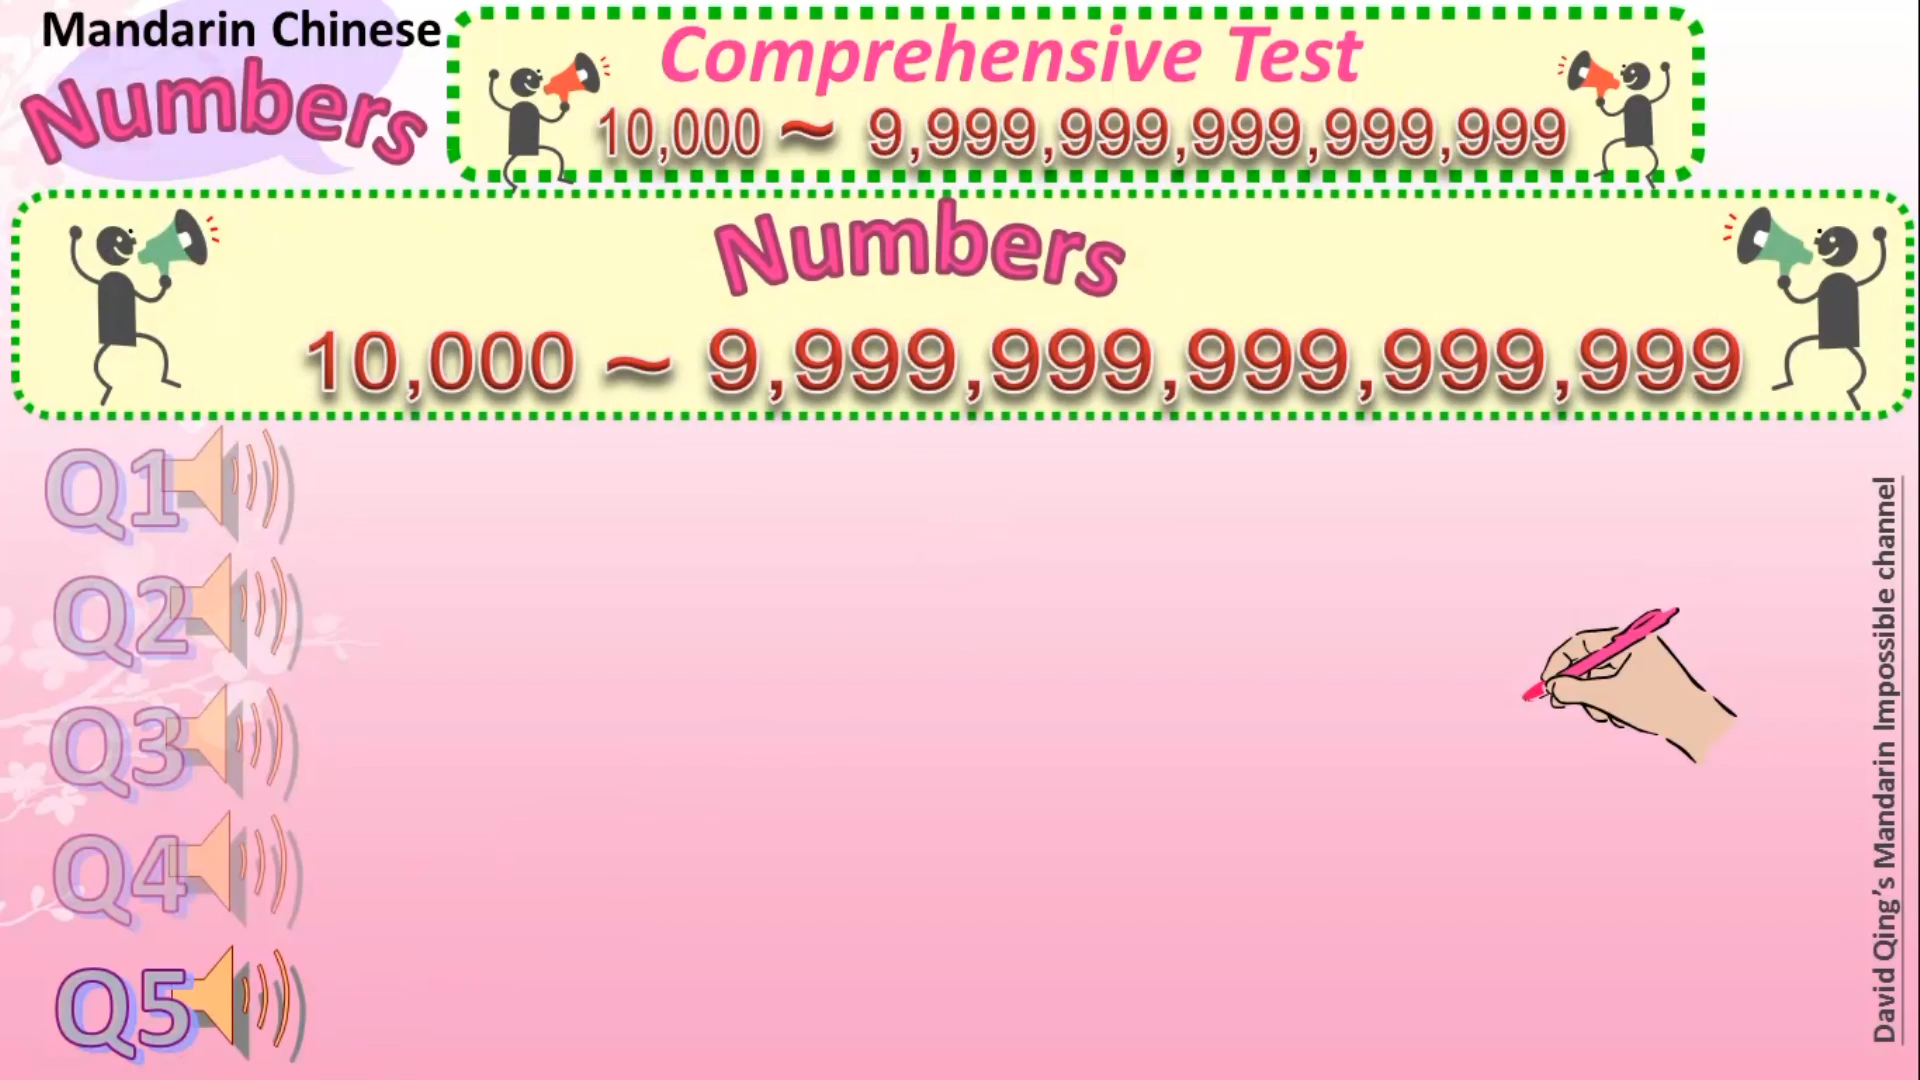 Mandarin Chinese
Numbers
Comprehensive Test
10,000 ~ 9,999,999,999,999,999
Numbers
10,000 ~ 9,999,999,999,999,999
Q1
Q2
Q3
Q4
Q5
David Qing's Mandarin Impossible channel